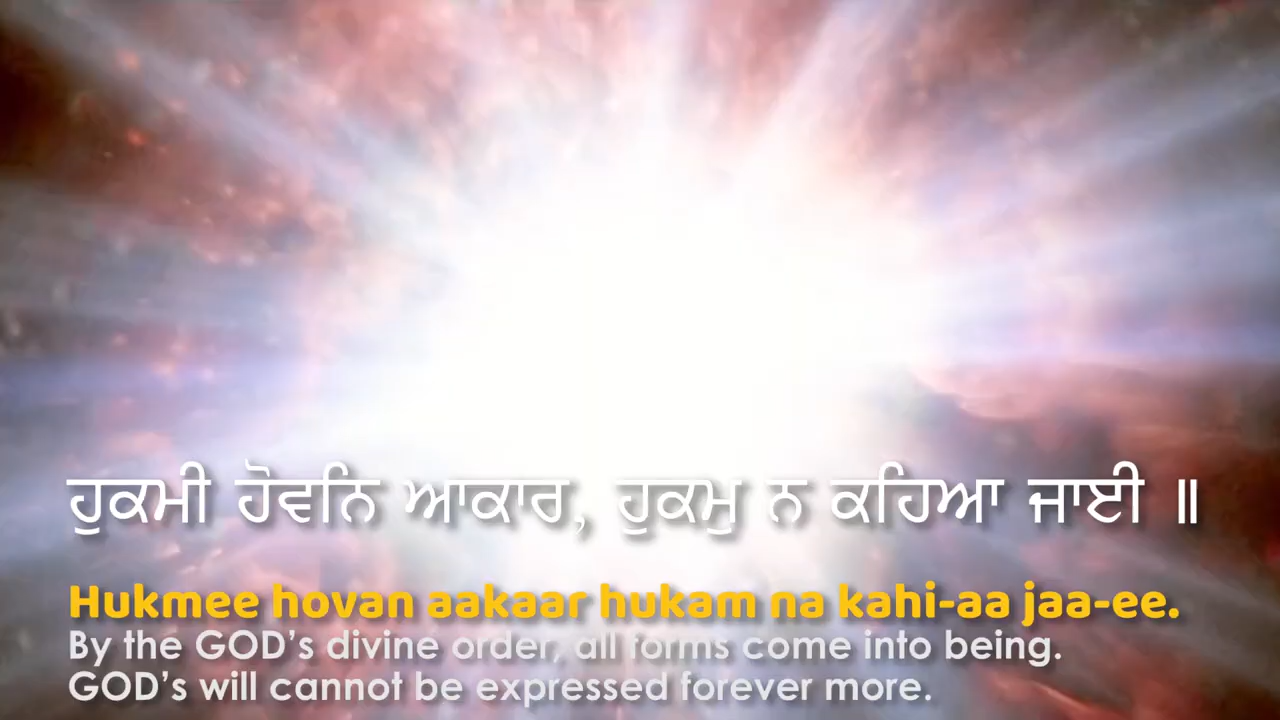 ਹੁਕਮੀ ਹੋਵਨਿ ਆਕਾਰ, ਹੁਕਮੁ ਨ ਕਹਿਆ ਜਾਈ ॥
Hukmee hovan aakaar hukam na kahi-aa jaa-ee.
By the GOD’s divine order, all forms come into being.
GOD’s will cannot be expressed forever more.